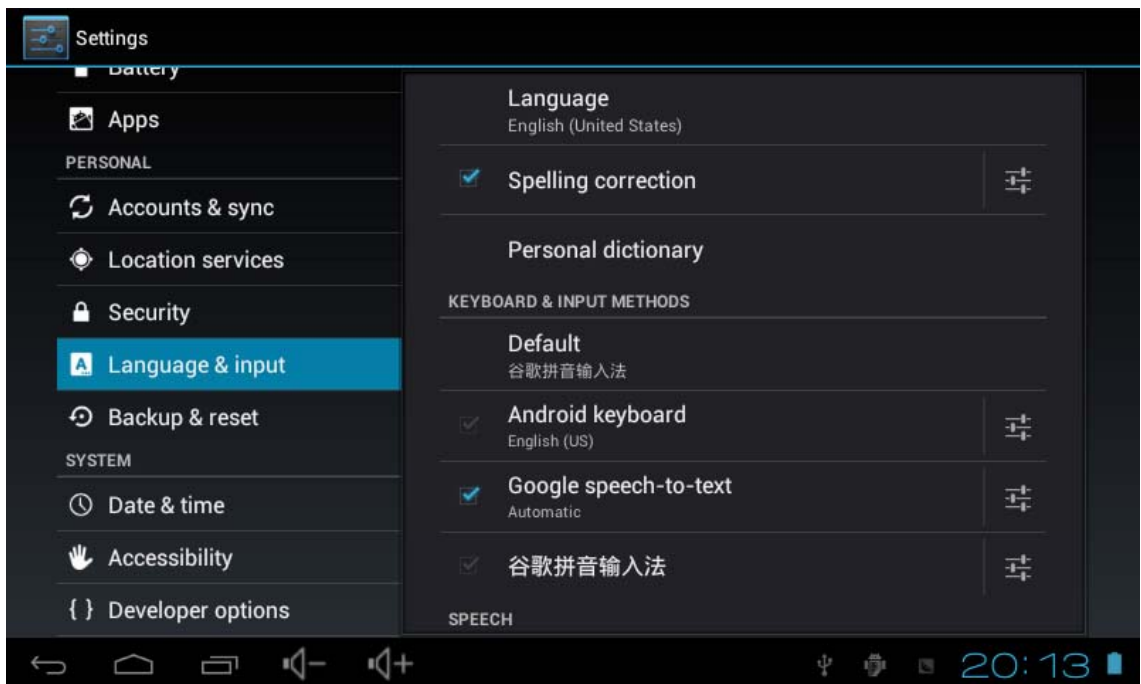 Settings
Battery
Apps
PERSONAL
Accounts & sync
Location services
Security
Language & input
Backup & reset
SYSTEM
Date & time
Accessibility
{ } Developer options
Language
English (United States)
Spelling correction
Personal dictionary
KEYBOARD & INPUT METHODS
Default
谷歌拼音输入法
Android keyboard
English (US)
Google speech-to-text
Automatic
谷歌拼音输入法
SPEECH
20:13